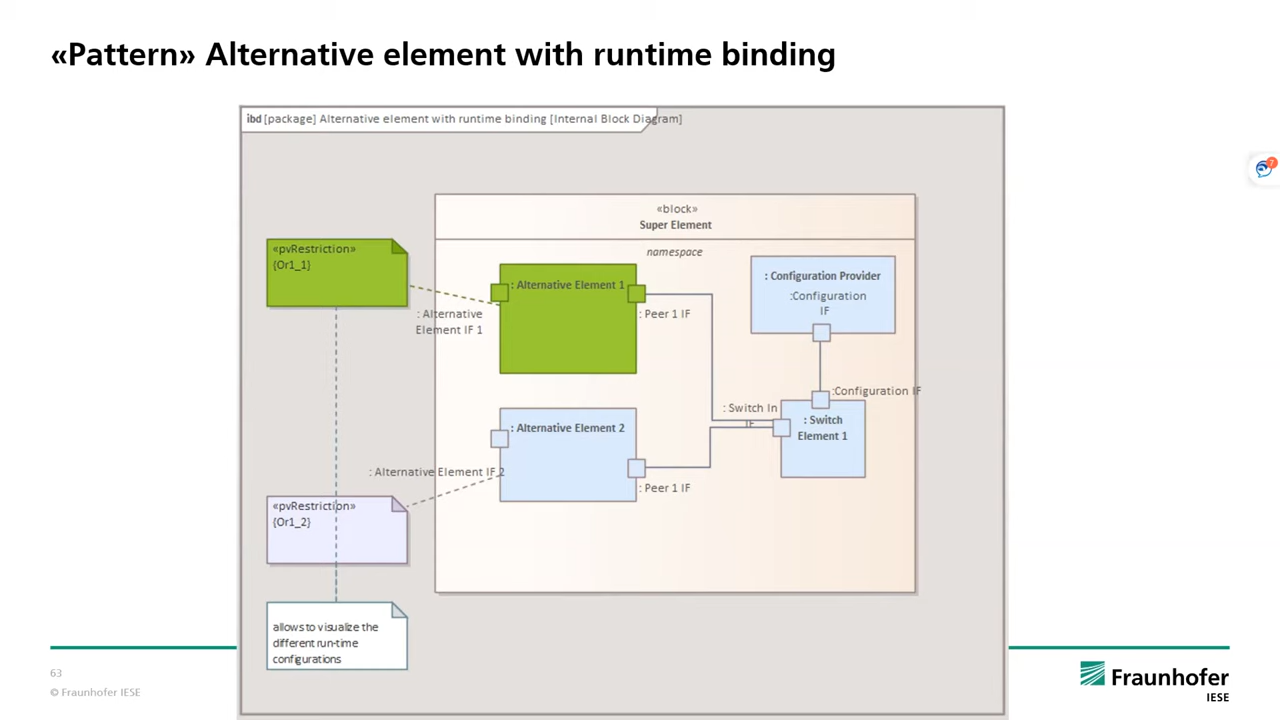 «Pattern» Alternative element with runtime binding
ibd [package] Alternative element with runtime binding [Internal Block Diagram]
«block»
Super Element
namespace
«pvRestriction»
{Or1_1}
: Alternative Element 1
: Alternative
Element IF 1
: Peer 1 IF
: Configuration Provider
:Configuration
IF
:Configuration IF
: Switch In
IF
: Switch
Element 1
: Alternative Element 2
: Alternative Element IF 2
: Peer 1 IF
«pvRestriction»
{Or1_2}
allows to visualize the
different run-time
configurations
7
63
© Fraunhofer IESE
Fraunhofer
IESE